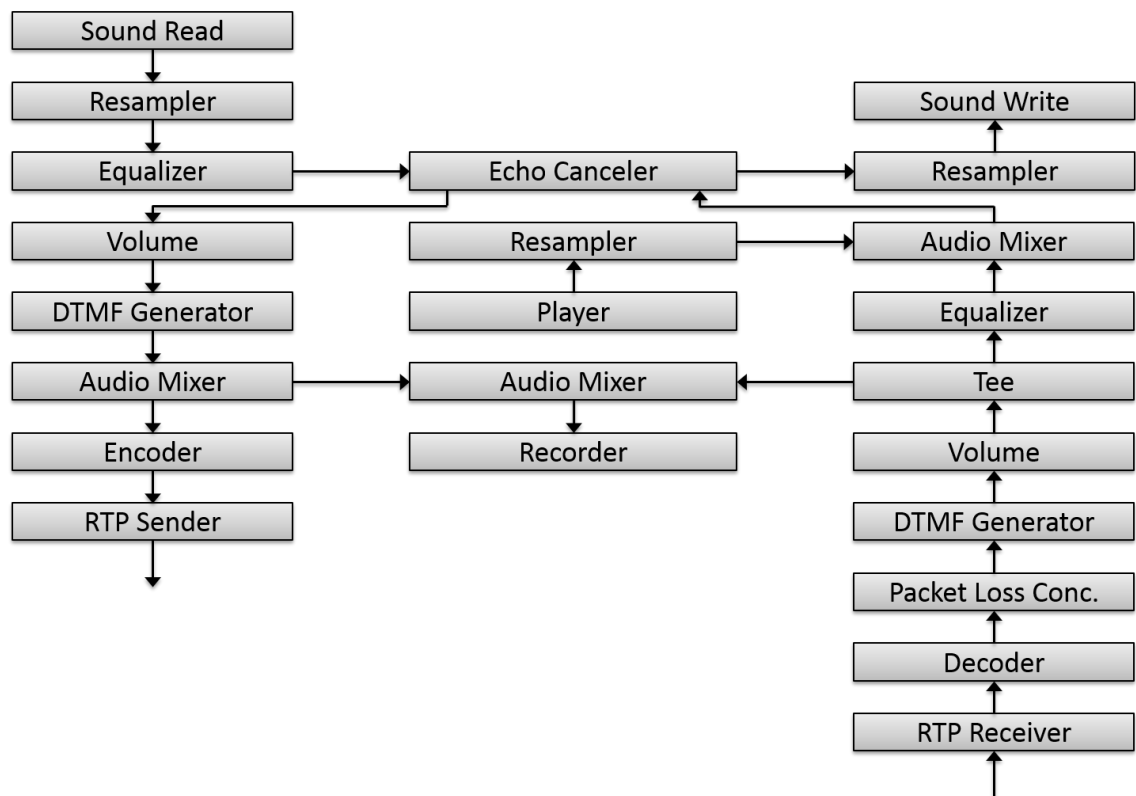 Sound Read
Resampler
Sound Write
Equalizer
Echo Canceler
Resampler
Volume
Resampler
Audio Mixer
DTMF Generator
Player
Equalizer
Audio Mixer
Audio Mixer
Tee
Encoder
Recorder
Volume
RTP Sender
DTMF Generator
Packet Loss Conc.
Decoder
RTP Receiver